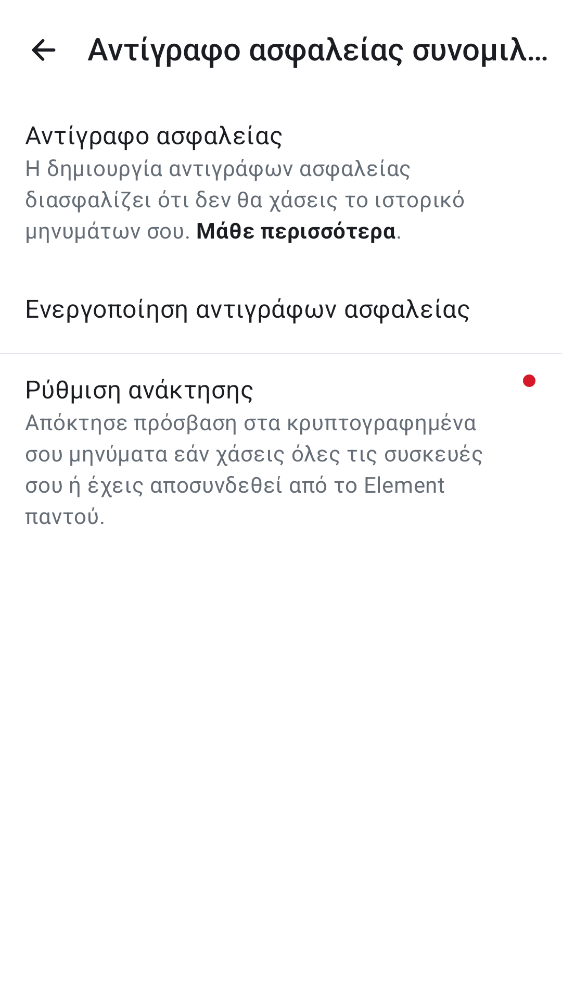 Αντίγραφο ασφαλείας συνομιλ...
Αντίγραφο ασφαλείας
Η δημιουργία αντιγράφων ασφαλείας
διασφαλίζει ότι δεν θα χάσεις το ιστορικό
μηνυμάτων σου. Μάθε περισσότερα.
Ενεργοποίηση αντιγράφων ασφαλείας
Ρύθμιση ανάκτησης
Απόκτησε πρόσβαση στα κρυπτογραφημένα
σου μηνύματα εάν χάσεις όλες τις συσκευές
σου ή έχεις αποσυνδεθεί από το Element
παντού.